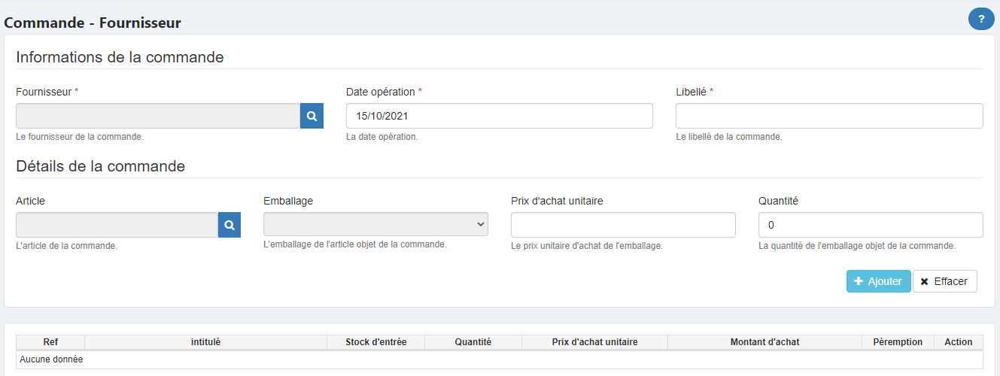 Commande - Fournisseur
?
Informations de la commande
Fournisseur * Date opération * Libellé *
15/10/2021
Le fournisseur de la commande. La date opération. Le libellé de la commande.
Détails de la commande
Article Emballage Prix d'achat unitaire Quantité
0
L'article de la commande. L'emballage de l'article objet de la commande. Le prix unitaire d'achat de l'emballage. La quantité de l'emballage objet de la commande.
Ajouter Effacer
Ref intitulé Stock d'entrée Quantité Prix d'achat unitaire Montant d'achat Péremption Action
Aucune donnée